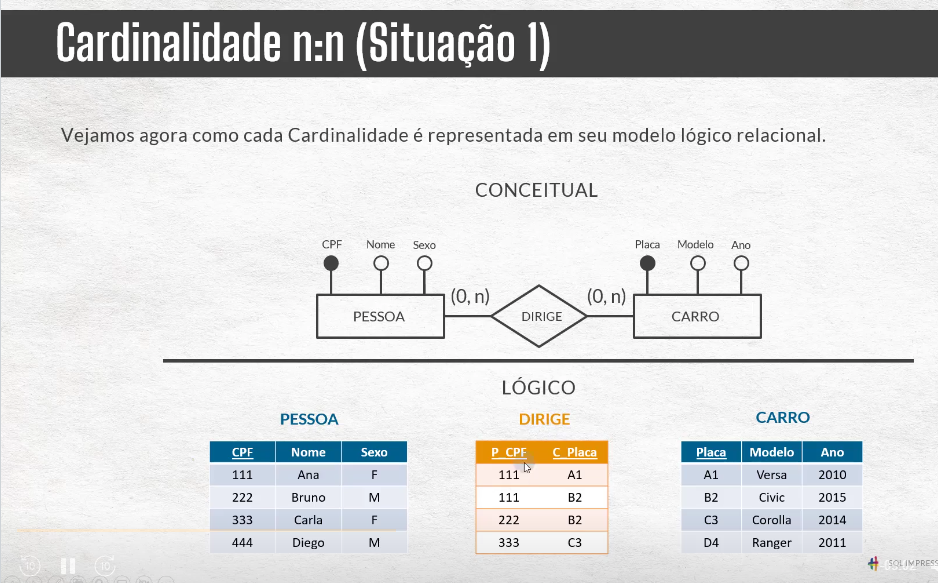 Cardinalidade n:n (Situação 1)
Vejamos agora como cada Cardinalidade é representada em seu modelo lógico relacional.
CONCEITUAL
CPF Nome Sexo Placa Modelo Ano
(0, n) (0, n)
PESSOA DIRIGE CARRO
LÓGICO
PESSOA
CPF Nome Sexo
111 Ana F
222 Bruno M
333 Carla F
444 Diego M
DIRIGE
P_CPF C_Placa
111 A1
111 B2
222 B2
333 C3
CARRO
Placa Modelo Ano
A1 Versa 2010
B2 Civic 2015
C3 Corolla 2014
D4 Ranger 2011
10 10